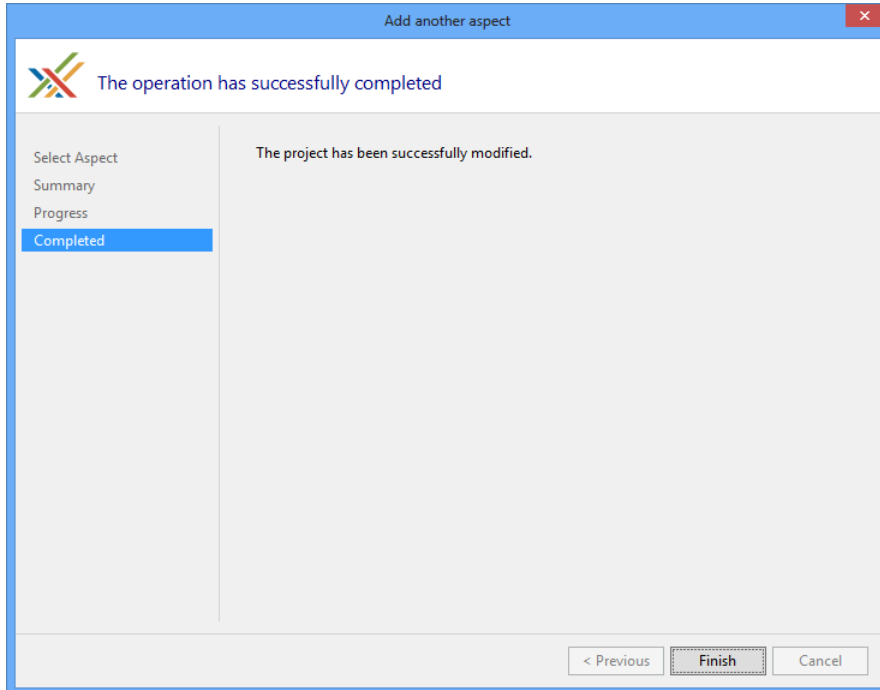 Add another aspect
The operation has successfully completed
Select Aspect
Summary
Progress
Completed
The project has been successfully modified.
< Previous
Finish
Cancel